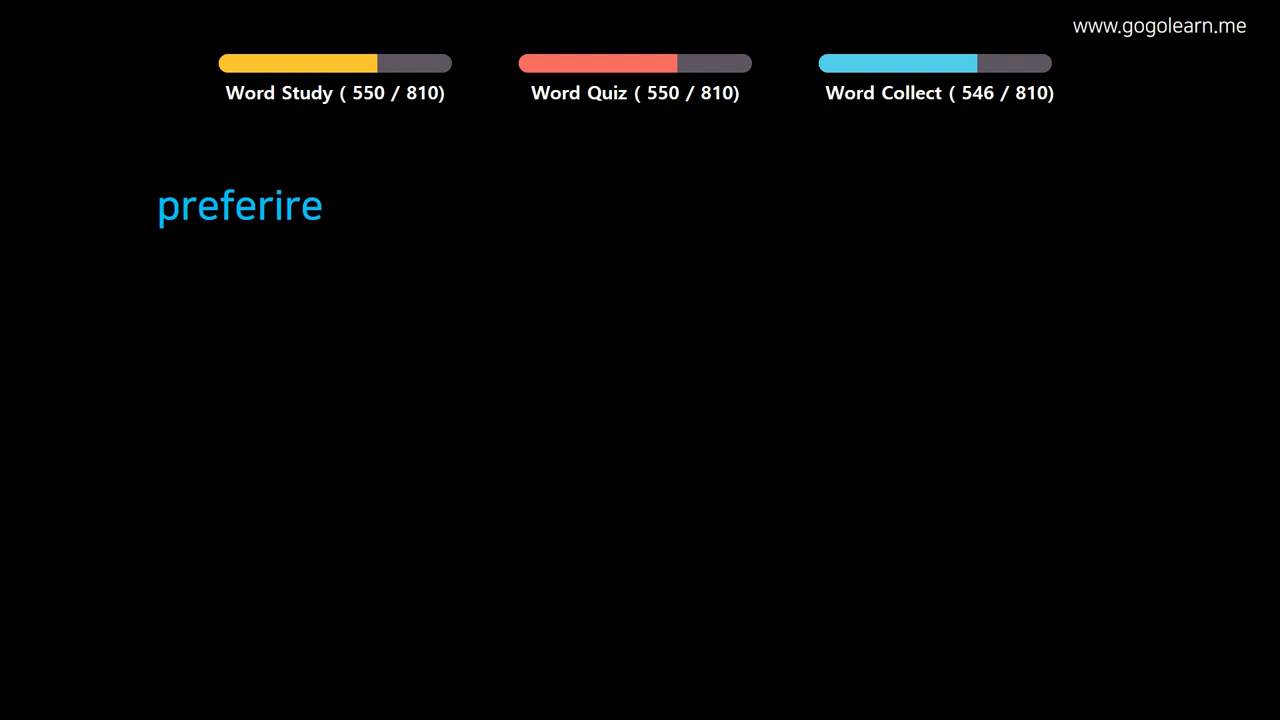 www.gogolearn.me
Word Study ( 550 / 810)
Word Quiz ( 550 / 810)
Word Collect ( 546 / 810)
preferire